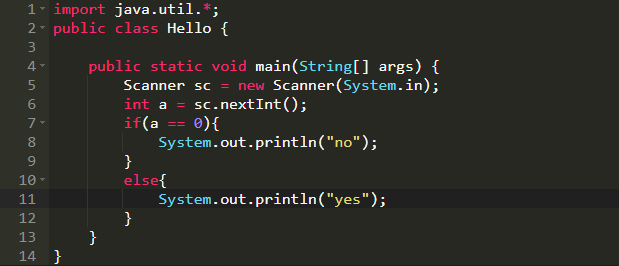 1 import java.util.*;
2 public class Hello {
3
4     public static void main(String[] args) {
5         Scanner sc = new Scanner(System.in);
6         int a = sc.nextInt();
7         if(a == 0){
8             System.out.println("no");
9         }
10         else{
11             System.out.println("yes");
12         }
13     }
14 }